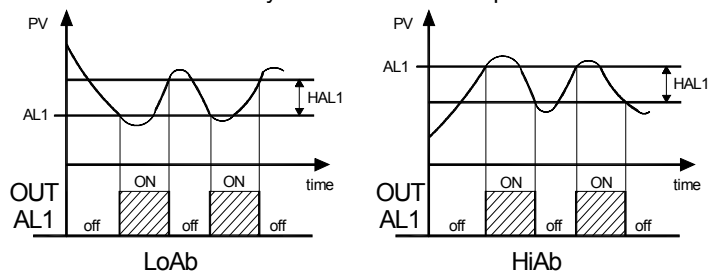 PV
AL1
HAL1
time
OUT
AL1
off
ON
off
ON
off
LoAb
PV
AL1
HAL1
time
OUT
AL1
off
ON
off
ON
off
HiAb